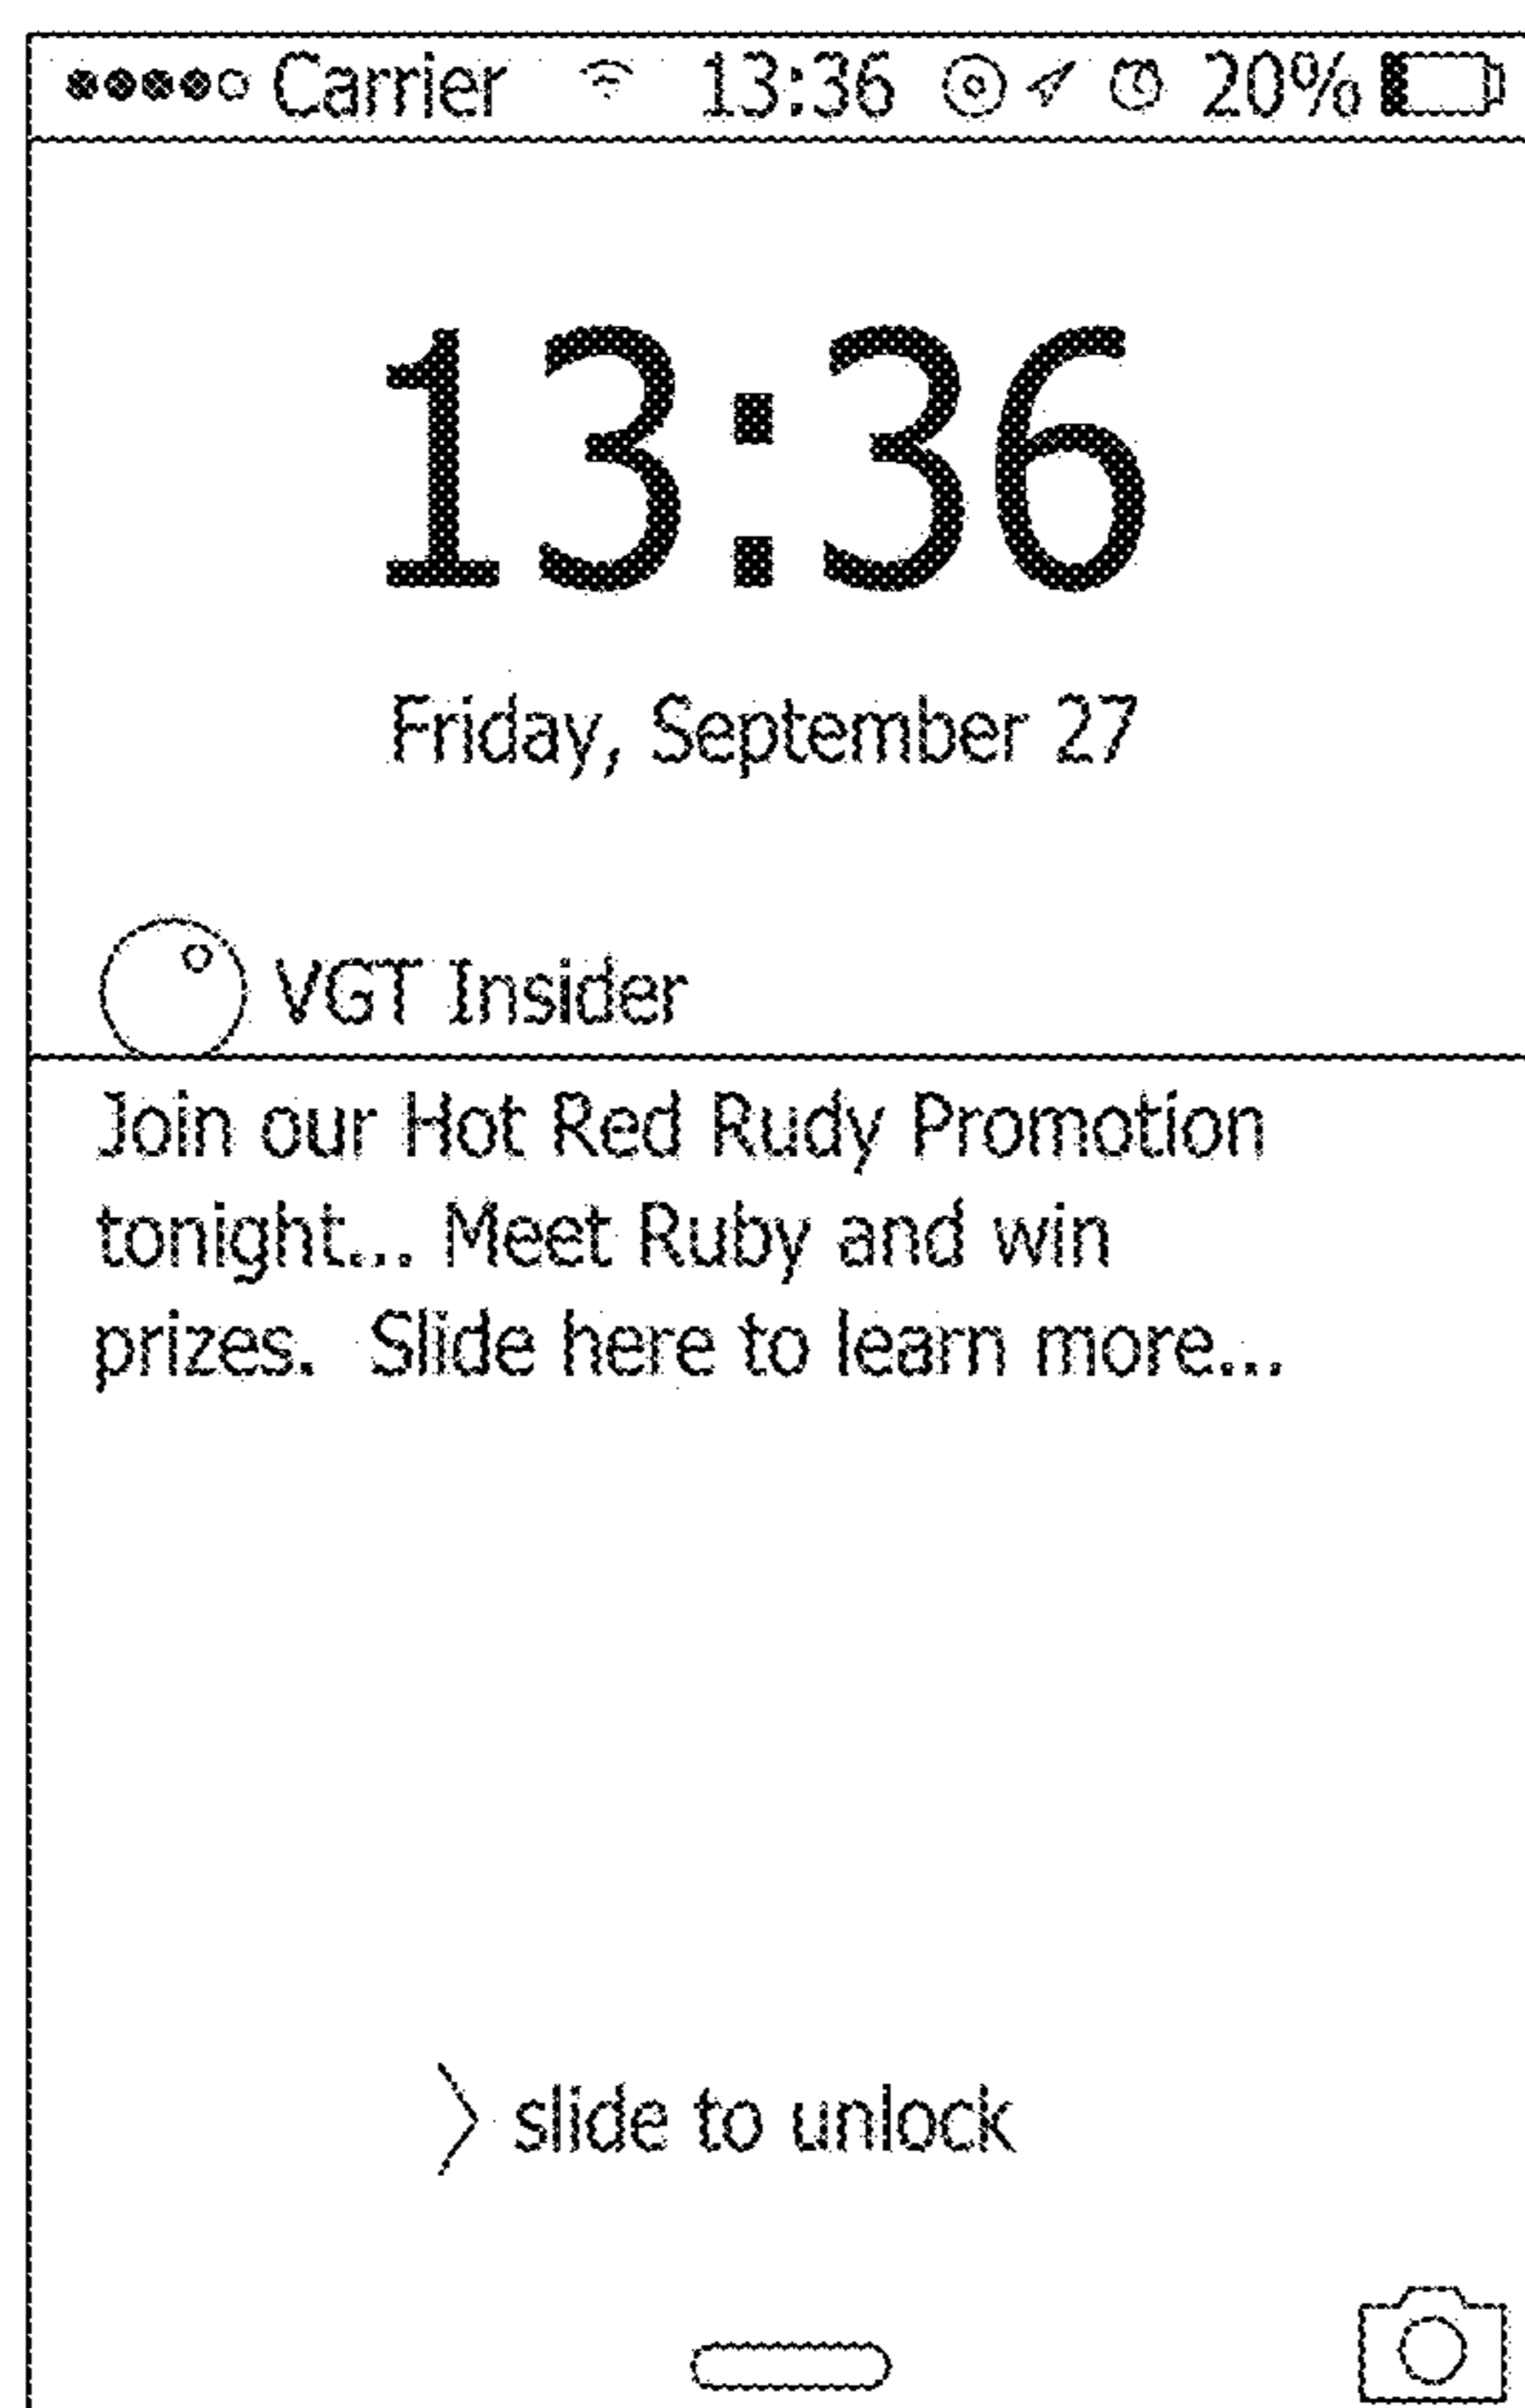 Carrier 13:36 20%
13:36
Friday, September 27
VGT Insider
Join our Hot Red Rudy Promotion
tonight... Meet Ruby and win
prizes.  Slide here to learn more...
slide to unlock